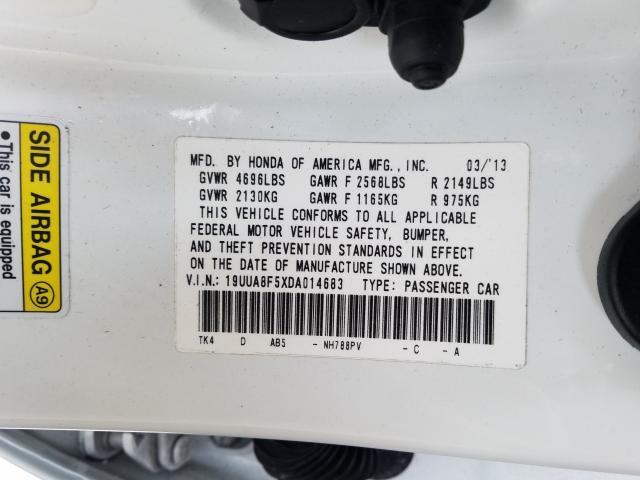 SIDE AIRBAG A9
●This car is equipped
MFD. BY HONDA OF AMERICA MFG., INC. 03/'13
GVWR 4696LBS GAWR F 2568LBS R 2149LBS
GVWR 2130KG GAWR F 1165KG R 975KG
THIS VEHICLE CONFORMS TO ALL APPLICABLE
FEDERAL MOTOR VEHICLE SAFETY, BUMPER,
AND THEFT PREVENTION STANDARDS IN EFFECT
ON THE DATE OF MANUFACTURE SHOWN ABOVE.
V.I.N.: 19UUA8F5XDA014683 TYPE: PASSENGER CAR
TK4 D AB5 - NH788PV - C - A